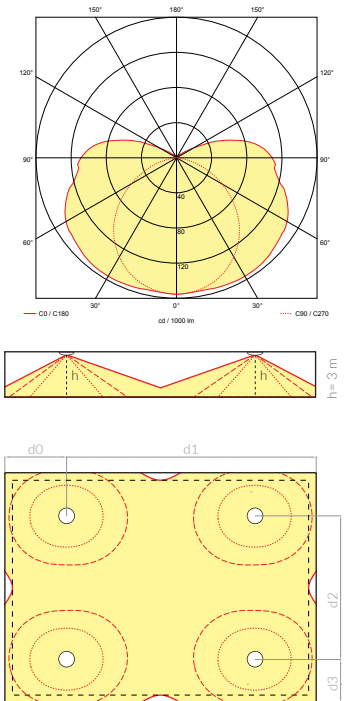 150° 180° 150°
120° 120°
90° 90°
40
80
60° 60°
120
30° 0° 30°
C0 / C180 C90 / C270
cd / 1000 lm
h h
h= 3 m
d0 d1
d2
d3